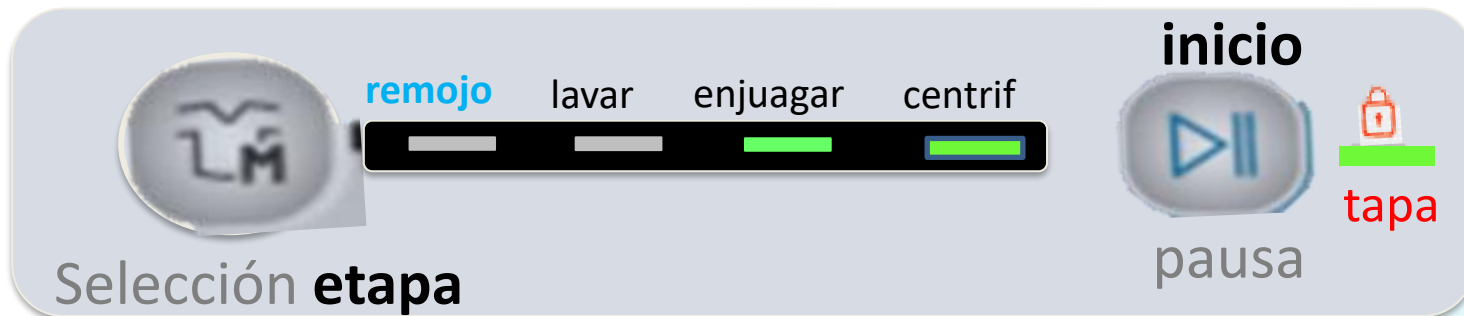 inicio
remojo lavar enjuagar centrif
M
tapa
pausa
Selección etapa